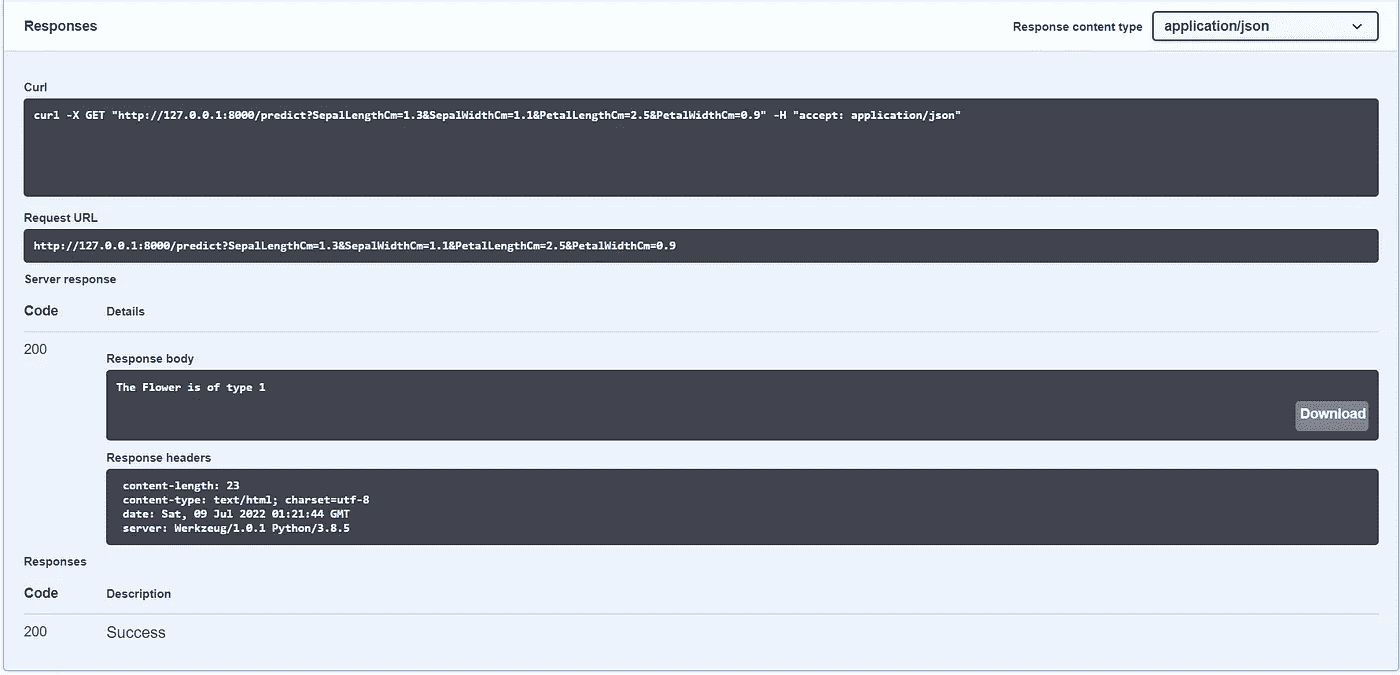 Responses
Response content type
application/json
Curl
curl -X GET "http://127.0.0.1:8000/predict?SepalLengthCm=1.3&SepalWidthCm=1.1&PetalLengthCm=2.5&PetalWidthCm=0.9" -H "accept: application/json"
Request URL
http://127.0.0.1:8000/predict?SepalLengthCm=1.3&SepalWidthCm=1.1&PetalLengthCm=2.5&PetalWidthCm=0.9
Server response
Code Details
200
Response body
The Flower is of type 1
Download
Response headers
content-length: 23
content-type: text/html; charset=utf-8
date: Sat, 09 Jul 2022 01:21:44 GMT
server: Werkzeug/1.0.1 Python/3.8.5
Responses
Code Description
200 Success